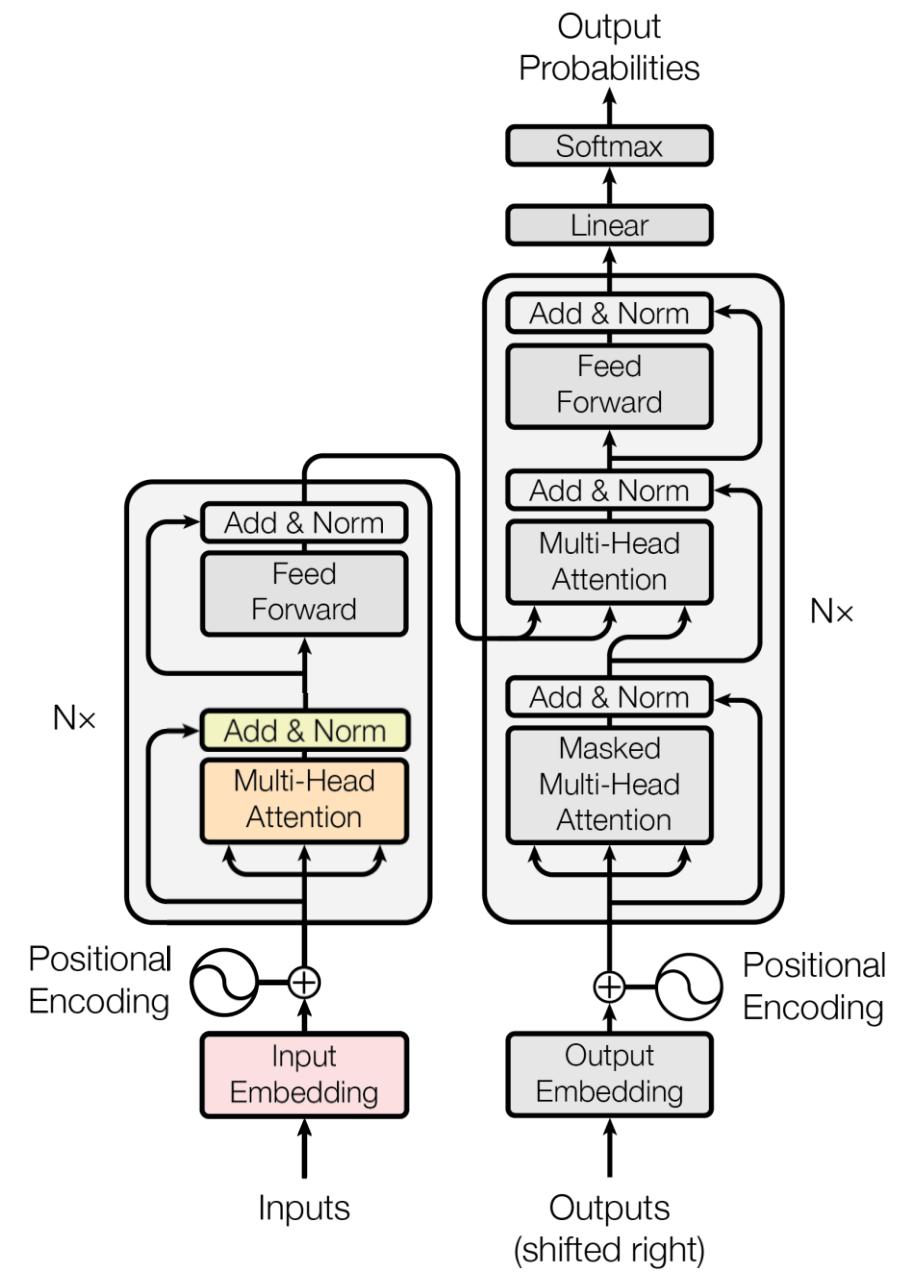 Output
Probabilities
Softmax
Linear
Add & Norm
Feed
Forward
Add & Norm
Multi-Head
Attention
Add & Norm
Masked
Multi-Head
Attention
N×
Positional
Encoding
Output
Embedding
Outputs
(shifted right)
Add & Norm
Feed
Forward
Add & Norm
Multi-Head
Attention
N×
Positional
Encoding
Input
Embedding
Inputs